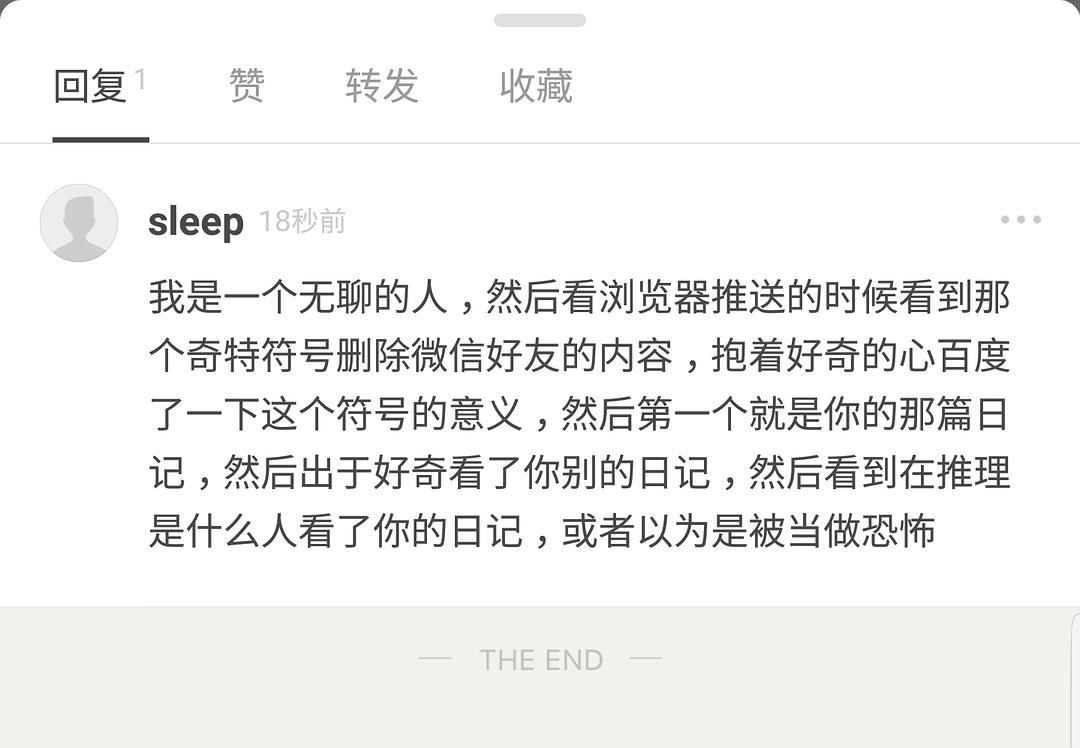 回复 1 赞 转发 收藏
sleep 18秒前
我是一个无聊的人，然后看浏览器推送的时候看到那
个奇特符号删除微信好友的内容，抱着好奇的心百度
了一下这个符号的意义，然后第一个就是你的那篇日
记，然后出于好奇看了你别的日记，然后看到在推理
是什么人看了你的日记，或者以为是被当做恐怖
THE END